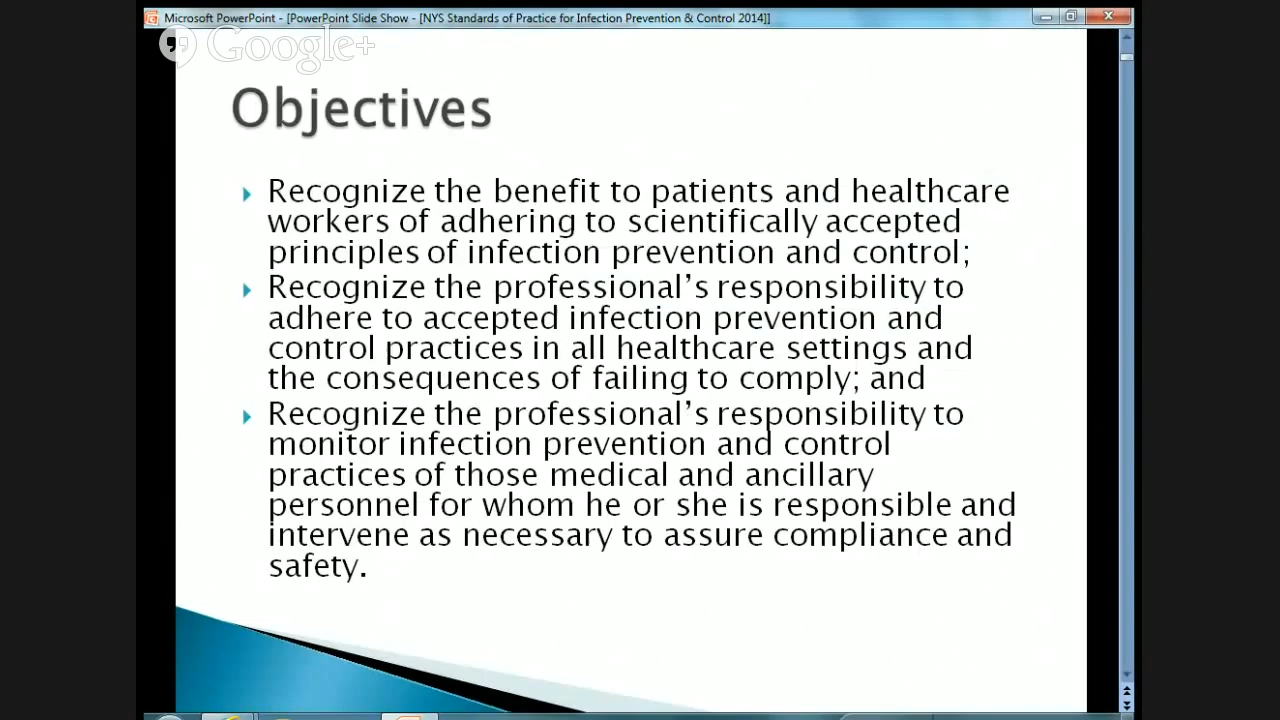 Microsoft PowerPoint - [PowerPoint Slide Show - [NYS Standards of Practice for Infection Prevention & Control 2014]]
Google+
Objectives
Recognize the benefit to patients and healthcare
workers of adhering to scientifically accepted
principles of infection prevention and control;
Recognize the professional's responsibility to
adhere to accepted infection prevention and
control practices in all healthcare settings and
the consequences of failing to comply; and
Recognize the professional's responsibility to
monitor infection prevention and control
practices of those medical and ancillary
personnel for whom he or she is responsible and
intervene as necessary to assure compliance and
safety.